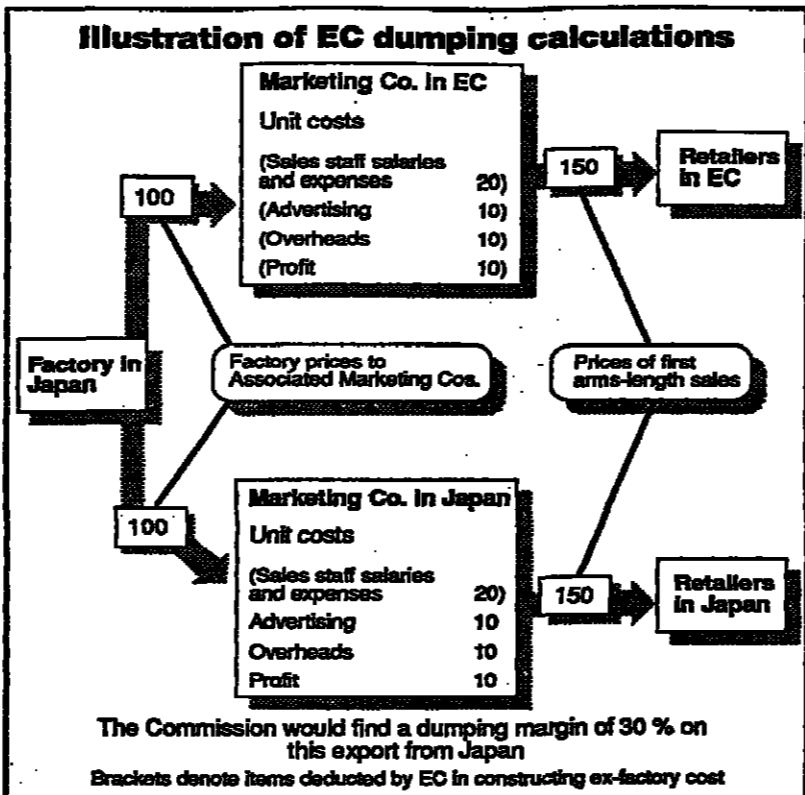 Illustration of EC dumping calculations
Marketing Co. in EC
Unit costs
(Sales staff salaries
and expenses 20)
(Advertising 10)
(Overheads 10)
(Profit 10)
100
150
Retailers
in EC
Factory in
Japan
Factory prices to
Associated Marketing Cos.
Prices of first
arms-length sales
100
Marketing Co. in Japan
Unit costs
(Sales staff salaries
and expenses 20)
Advertising 10
Overheads 10
Profit 10
150
Retailers
in Japan
The Commission would find a dumping margin of 30 % on
this export from Japan
Brackets denote items deducted by EC in constructing ex-factory cost